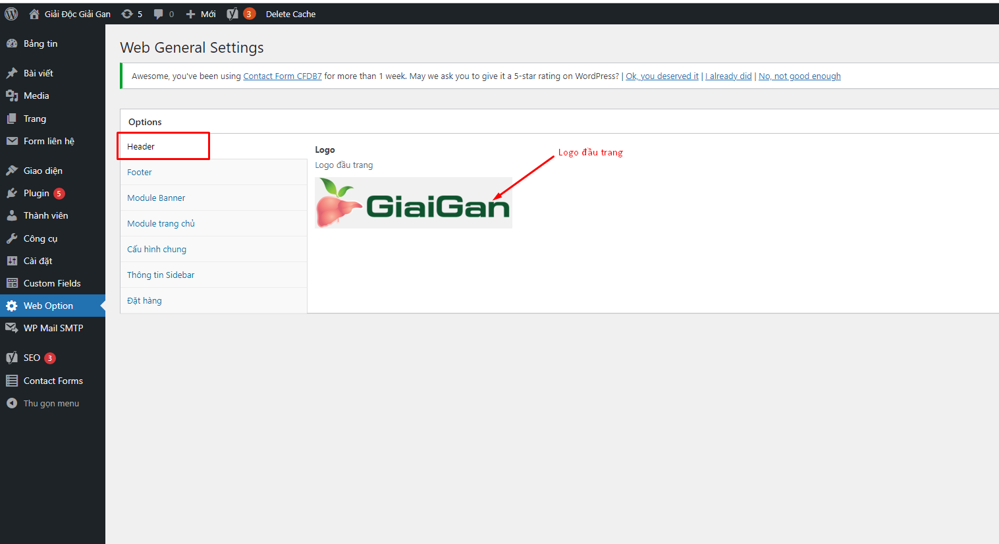 Giải Độc Giải Gan 5 0 Mới 3 Delete Cache
Bảng tin
Bài viết
Media
Trang
Form liên hệ
Giao diện
Plugin 5
Thành viên
Công cụ
Cài đặt
Custom Fields
Web Option
WP Mail SMTP
SEO 3
Contact Forms
Thu gọn menu
Web General Settings
Awesome, you've been using Contact Form CFDB7 for more than 1 week. May we ask you to give it a 5-star rating on WordPress? | Ok, you deserved it | I already did | No, not good enough
Options
Header
Footer
Module Banner
Module trang chủ
Cấu hình chung
Thông tin Sidebar
Đặt hàng
Logo
Logo đầu trang
GiaiGan
Logo đầu trang